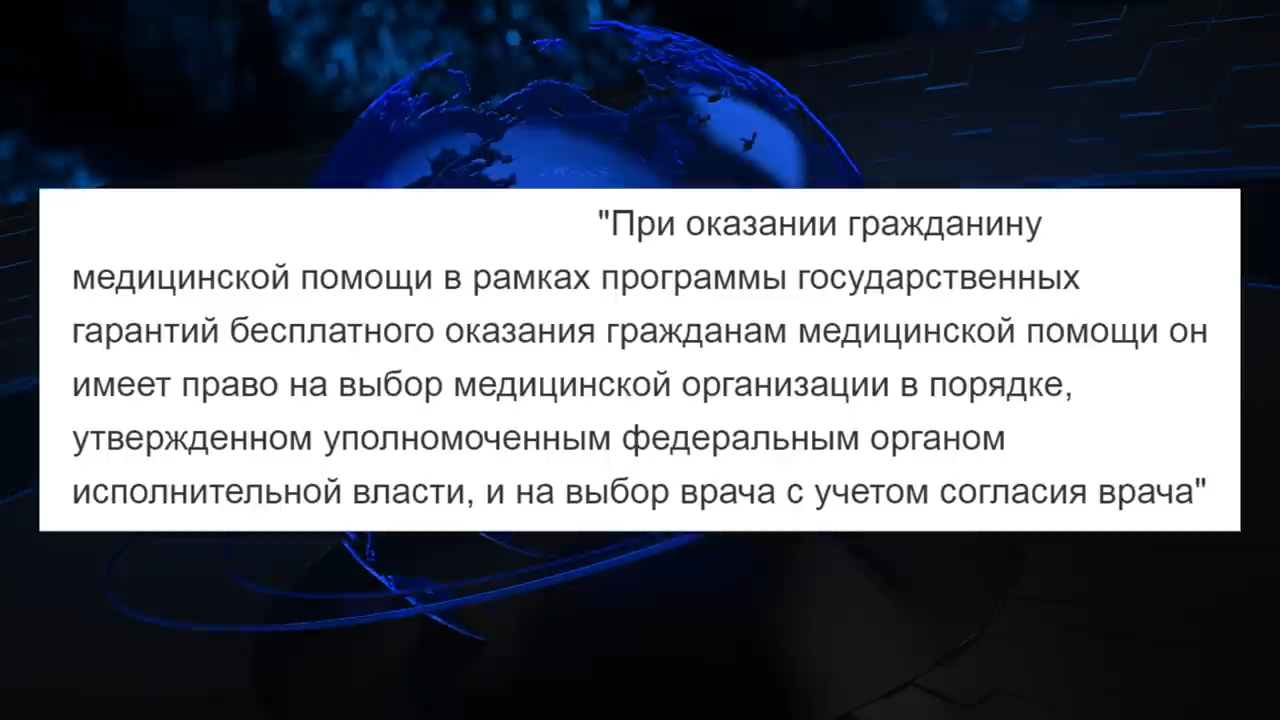 "При оказании гражданину
медицинской помощи в рамках программы государственных
гарантий бесплатного оказания гражданам медицинской помощи он
имеет право на выбор медицинской организации в порядке,
утвержденном уполномоченным федеральным органом
исполнительной власти, и на выбор врача с учетом согласия врача"